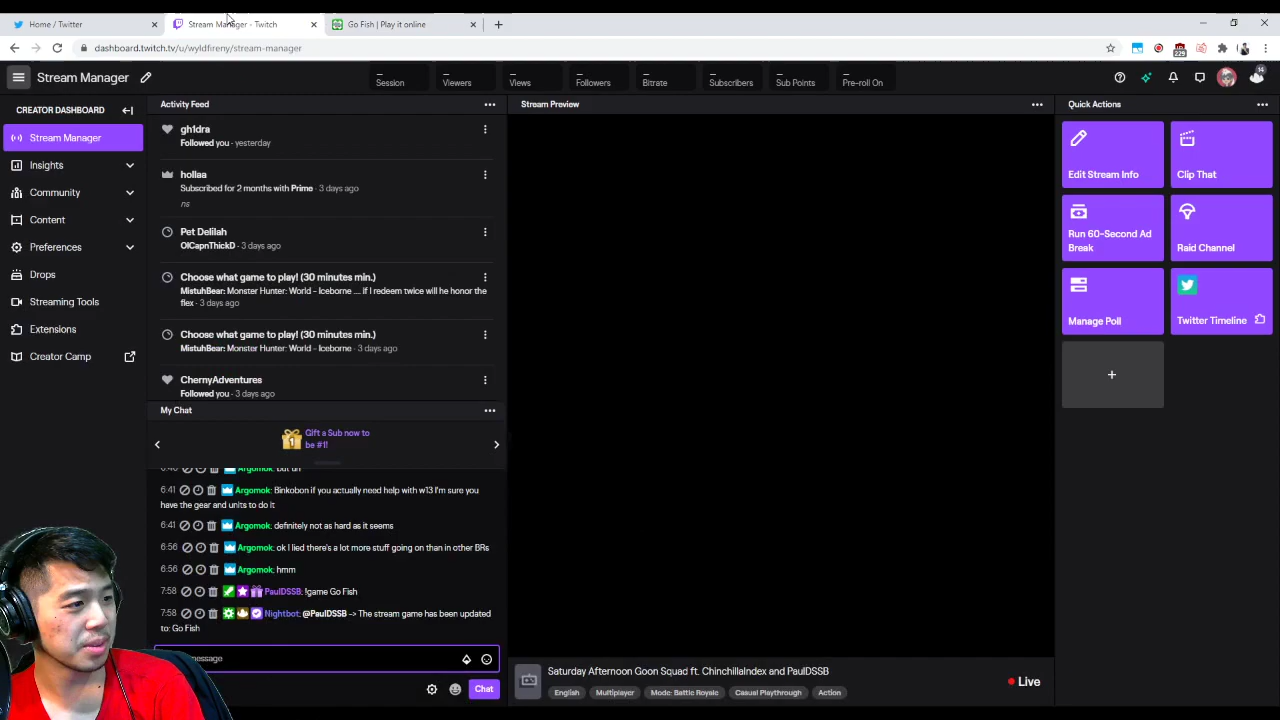 Home / Twitter
Stream Manager - Twitch
Go Fish | Play it online
dashboard.twitch.tv/u/wyldfireny/stream-manager
229
Stream Manager
– Session
– Viewers
– Views
– Followers
– Bitrate
– Subscribers
– Sub Points
– Pre-roll On
14
CREATOR DASHBOARD
Stream Manager
Insights
Community
Content
Preferences
Drops
Streaming Tools
Extensions
Creator Camp
Activity Feed
gh1dra
Followed you - yesterday
hollaa
Subscribed for 2 months with Prime - 3 days ago
ns
Pet Delilah
OlCapnThickD - 3 days ago
Choose what game to play! (30 minutes min.)
MistuhBear: Monster Hunter: World - Iceborne .... if I redeem twice will he honor the
flex - 3 days ago
Choose what game to play! (30 minutes min.)
MistuhBear: Monster Hunter: World - Iceborne - 3 days ago
ChernyAdventures
Followed you - 3 days ago
My Chat
1
Gift a Sub now to
be #1!
6:40 Argomok: but uh
6:41 Argomok: Binkobon if you actually need help with w13 I'm sure you
have the gear and units to do it
6:41 Argomok: definitely not as hard as it seems
6:56 Argomok: ok I lied there's a lot more stuff going on than in other BRs
6:56 Argomok: hmm
7:58 PaulDSSB: !game Go Fish
7:58 Nightbot: @PaulDSSB -> The stream game has been updated
to: Go Fish
message
Chat
Stream Preview
Saturday Afternoon Goon Squad ft. ChinchillaIndex and PaulDSSB
English
Multiplayer
Mode: Battle Royale
Casual Playthrough
Action
Live
Quick Actions
Edit Stream Info
Clip That
Run 60-Second Ad
Break
Raid Channel
Manage Poll
Twitter Timeline